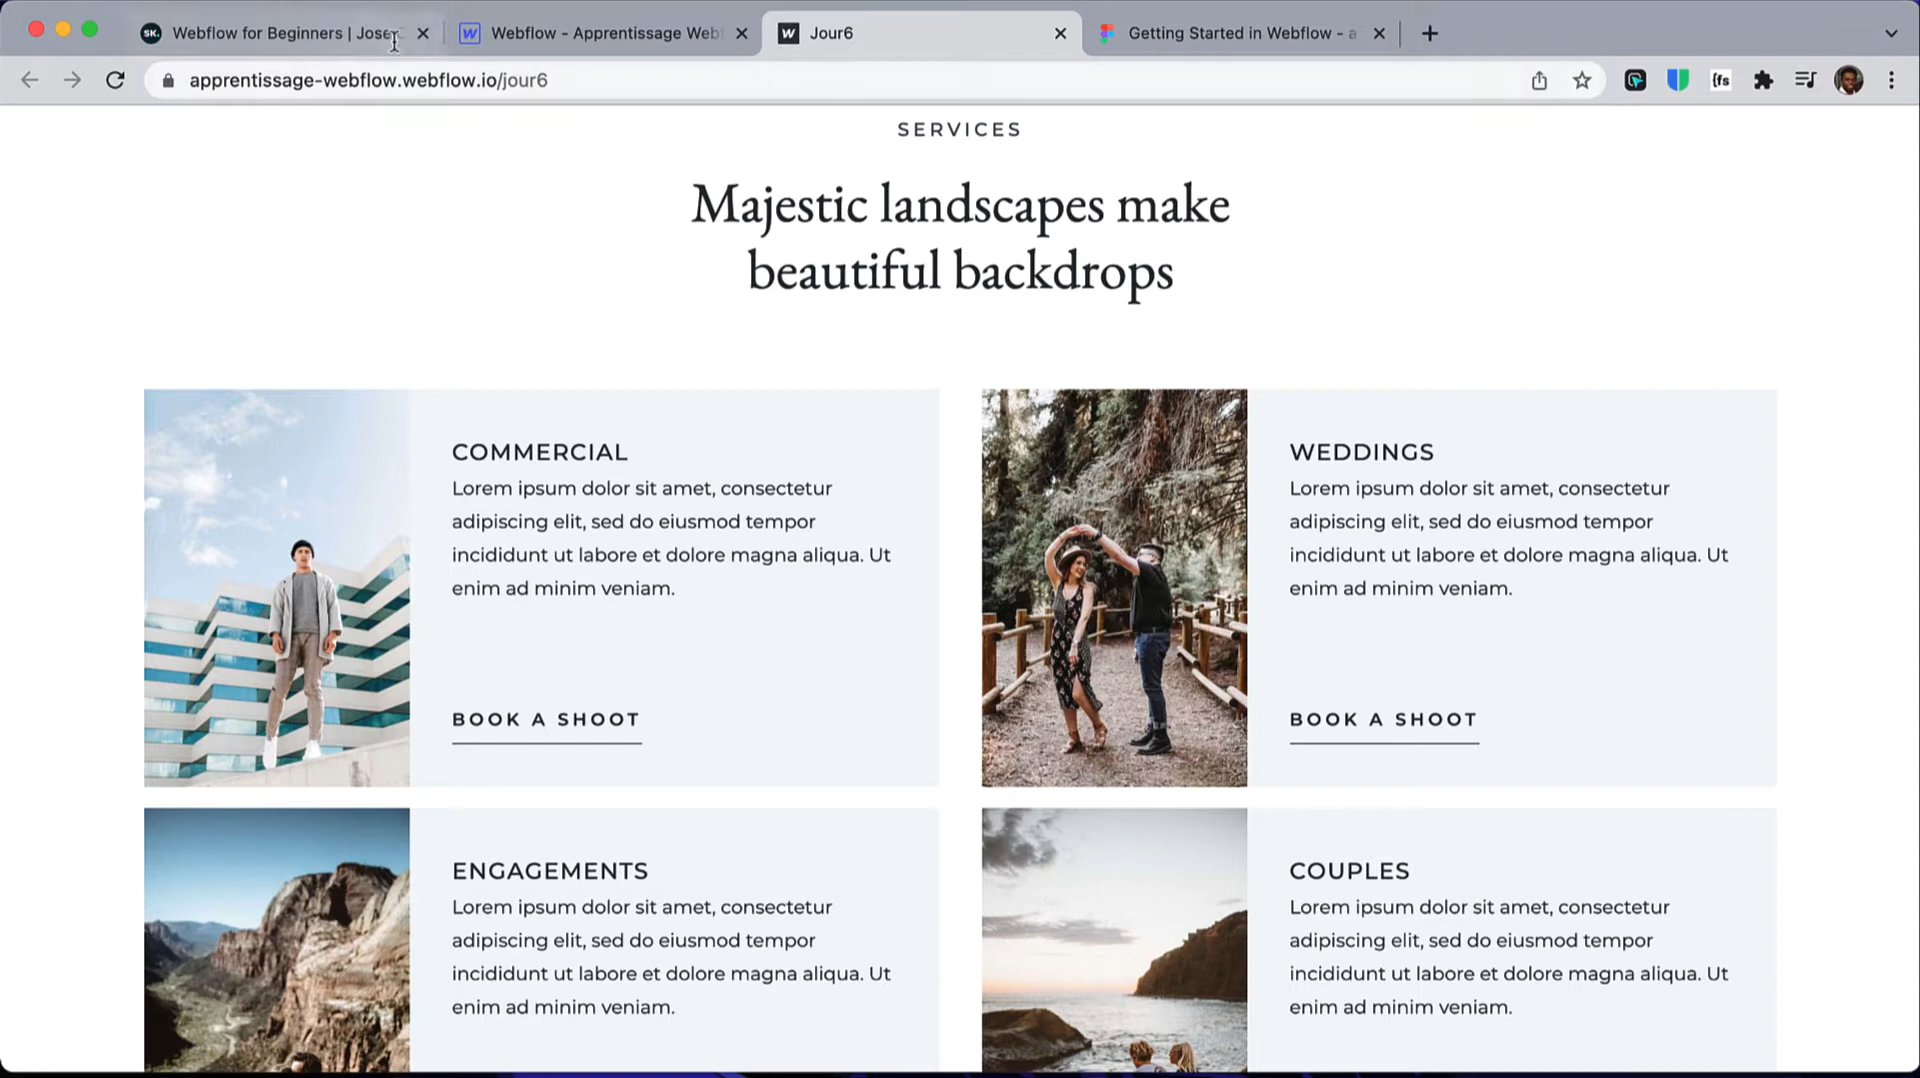 SK.
Webflow for Beginners | Jose
W
Webflow - Apprentissage Web
W
Jour6
Getting Started in Webflow - a
apprentissage-webflow.webflow.io/jour6
{fs
SERVICES
Majestic landscapes make
beautiful backdrops
COMMERCIAL
Lorem ipsum dolor sit amet, consectetur
adipiscing elit, sed do eiusmod tempor
incididunt ut labore et dolore magna aliqua. Ut
enim ad minim veniam.
BOOK A SHOOT
WEDDINGS
Lorem ipsum dolor sit amet, consectetur
adipiscing elit, sed do eiusmod tempor
incididunt ut labore et dolore magna aliqua. Ut
enim ad minim veniam.
BOOK A SHOOT
ENGAGEMENTS
Lorem ipsum dolor sit amet, consectetur
adipiscing elit, sed do eiusmod tempor
incididunt ut labore et dolore magna aliqua. Ut
enim ad minim veniam.
COUPLES
Lorem ipsum dolor sit amet, consectetur
adipiscing elit, sed do eiusmod tempor
incididunt ut labore et dolore magna aliqua. Ut
enim ad minim veniam.